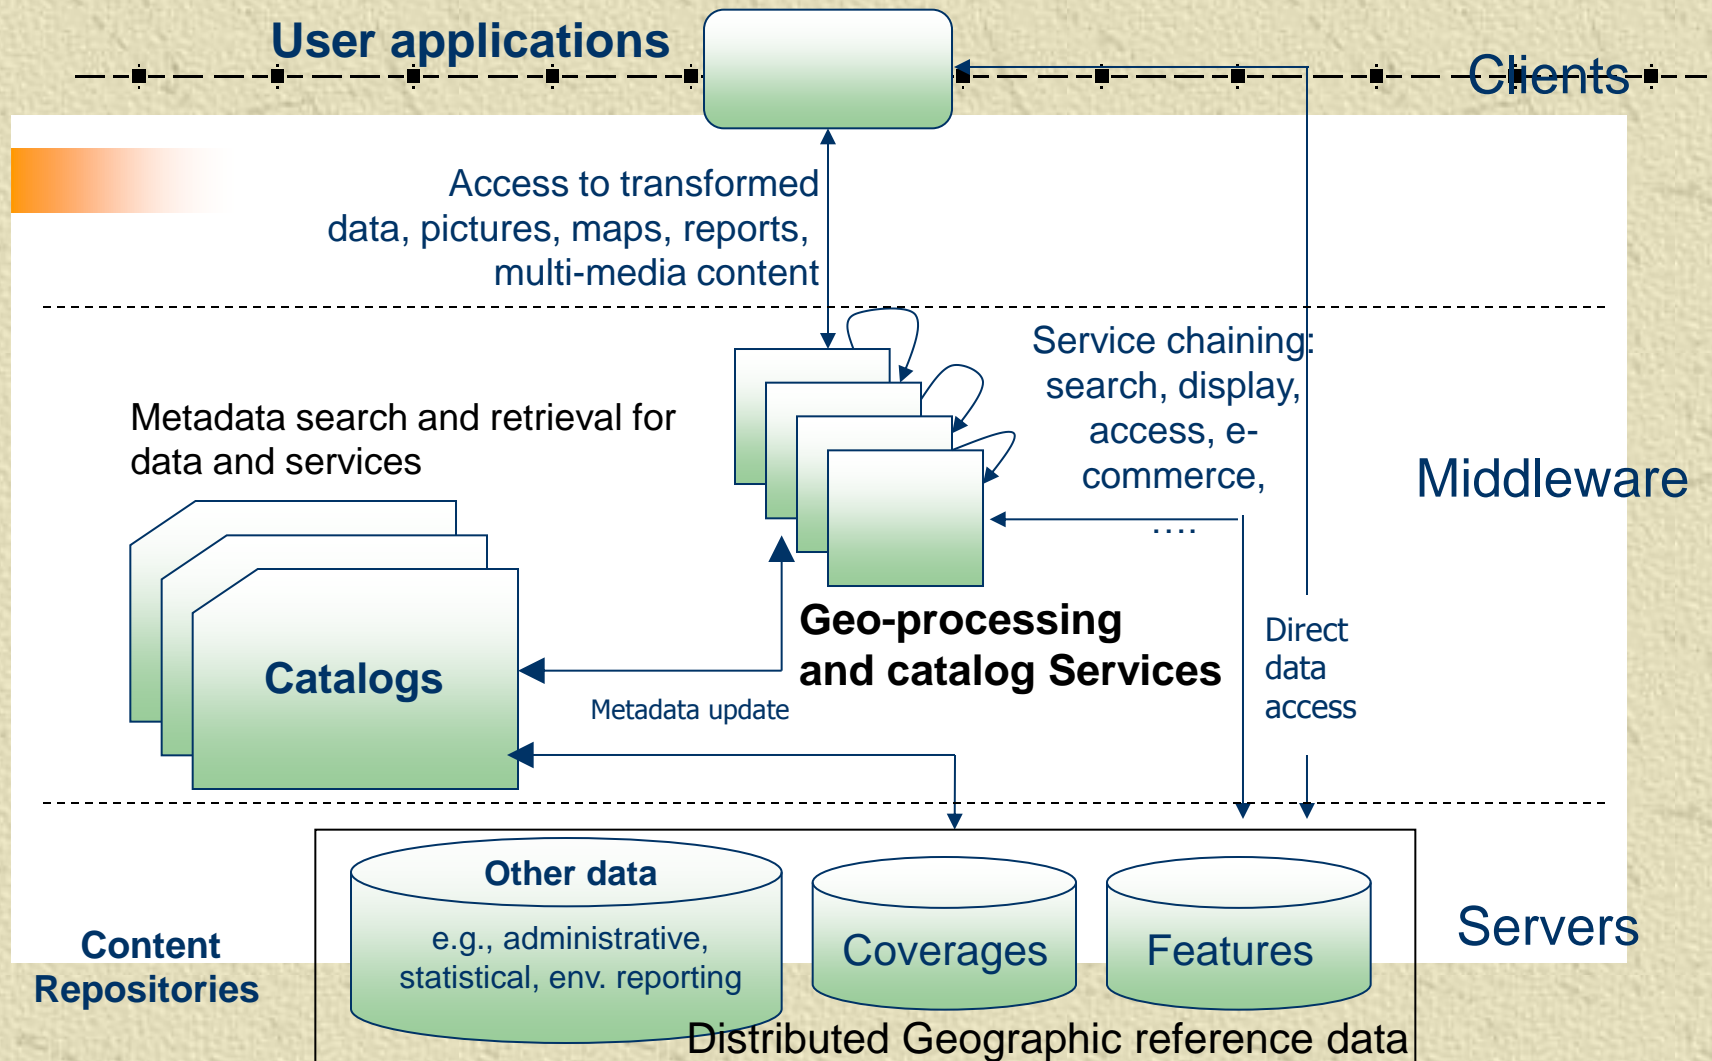 User applications
Clients
Access to transformed
data, pictures, maps, reports,
multi-media content
Service chaining:
search, display,
access, e-
commerce,
....
Metadata search and retrieval for
data and services
Middleware
Catalogs
Geo-processing
and catalog Services
Metadata update
Direct
data
access
Other data
e.g., administrative,
statistical, env. reporting
Coverages
Features
Servers
Content
Repositories
Distributed Geographic reference data